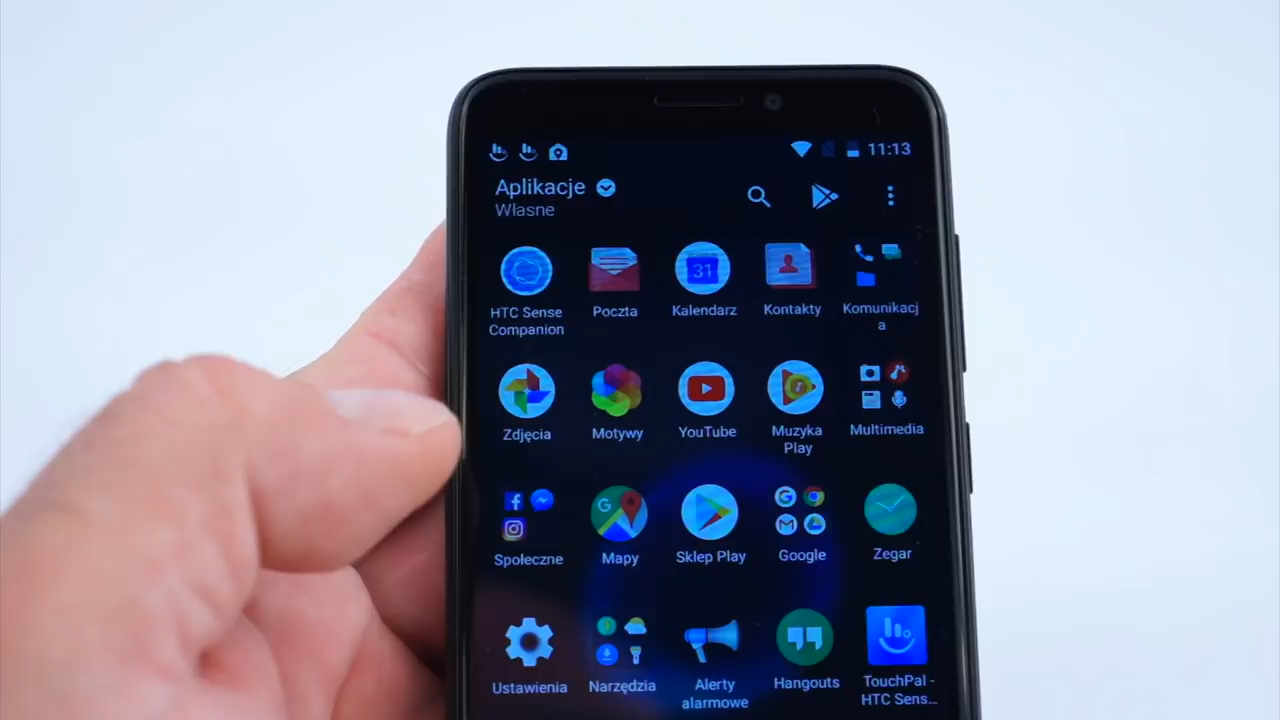 11:13
Aplikacje
Własne
HTC Sense
Companion
Poczta
31
Kalendarz
Kontakty
Komunikacj
a
Zdjęcia
Motywy
YouTube
Muzyka
Play
Multimedia
Społeczne
G
Mapy
Sklep Play
G
Google
Zegar
Ustawienia
Narzędzia
Alerty
alarmowe
Hangouts
TouchPal -
HTC Sens...